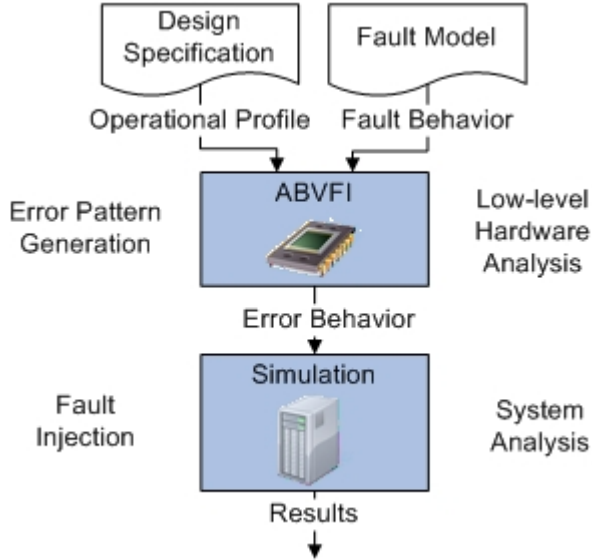 Design
Specification
Fault Model
Operational Profile
Fault Behavior
ABVFI
Error Pattern
Generation
Low-level
Hardware
Analysis
Error Behavior
Simulation
Fault
Injection
System
Analysis
Results